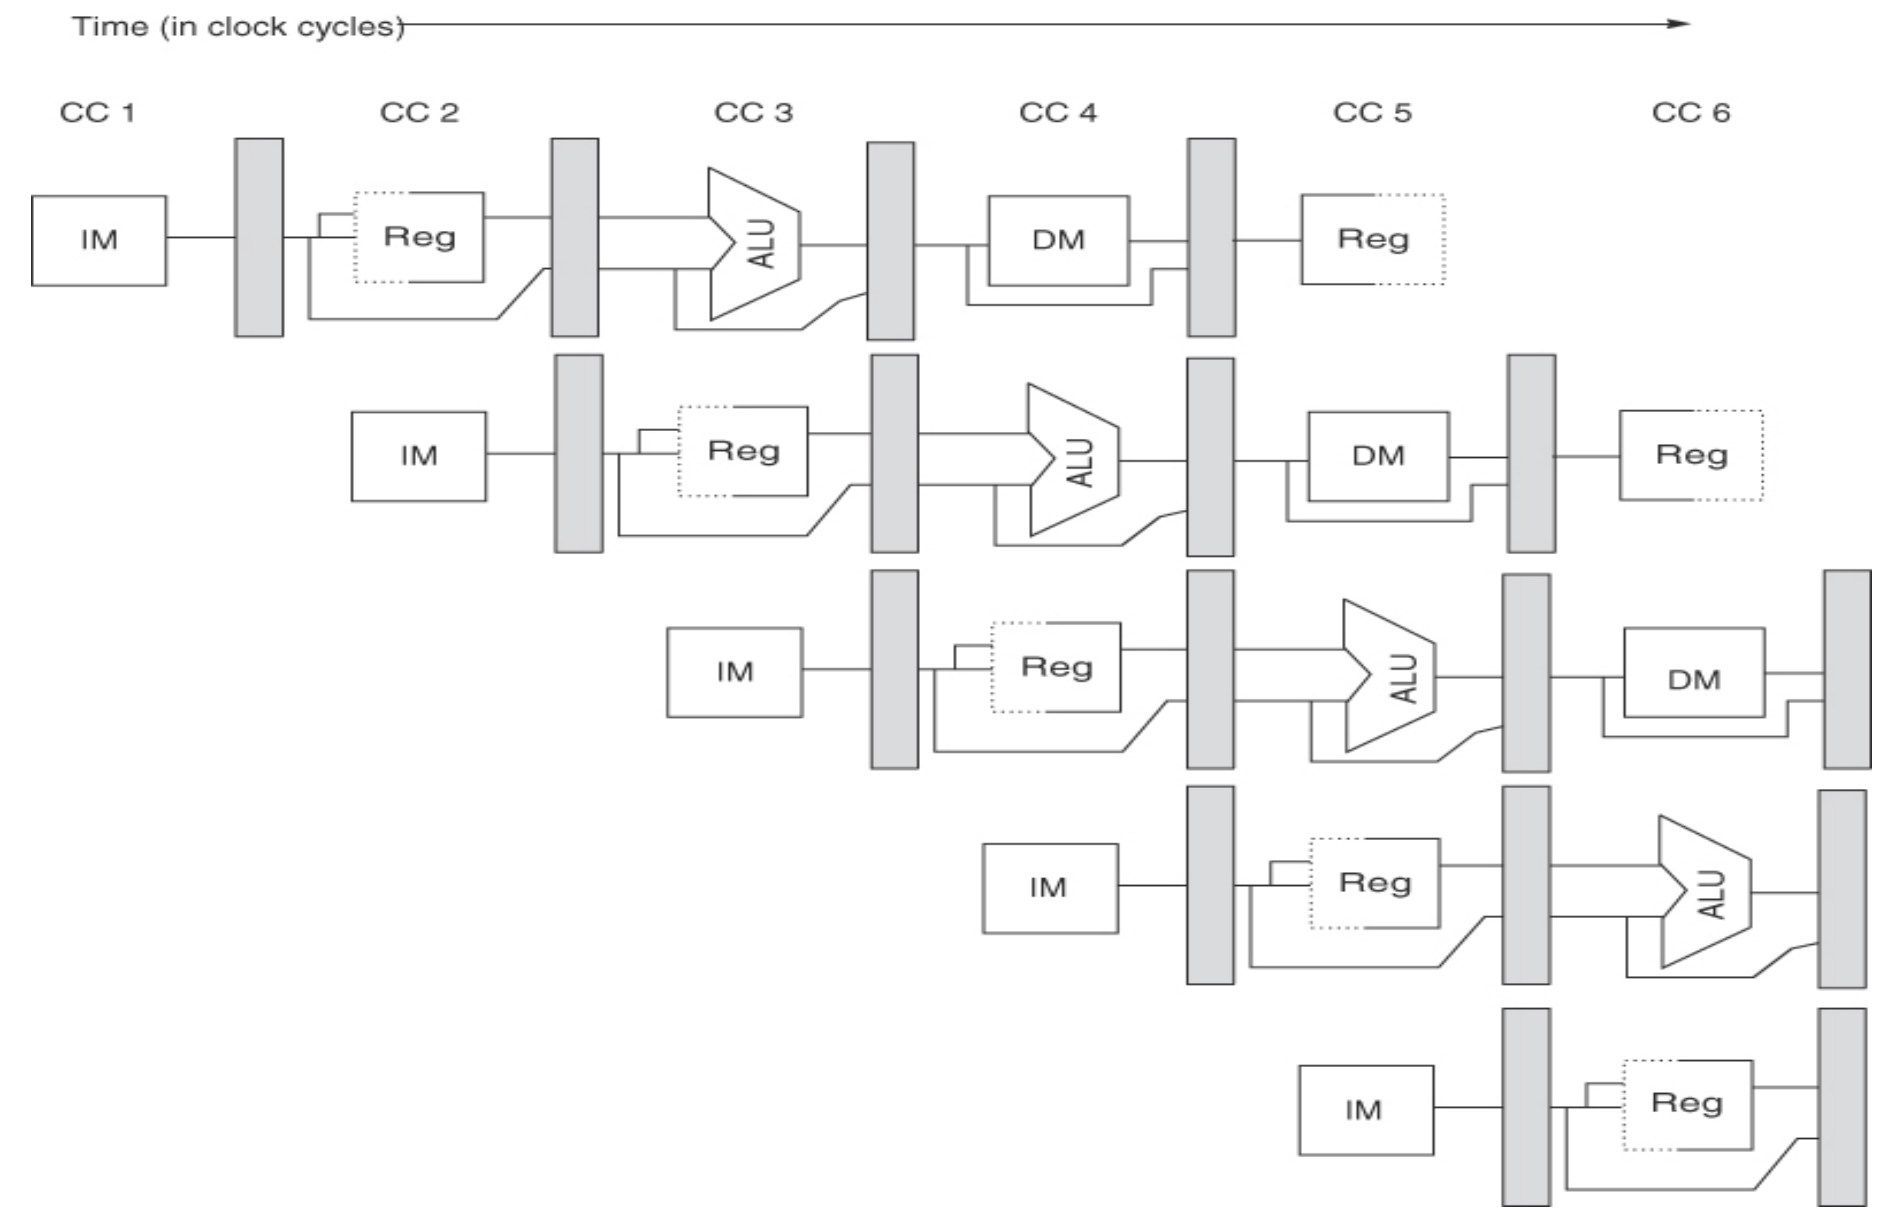 Time (in clock cycles)
CC 1 CC 2 CC 3 CC 4 CC 5 CC 6
IM Reg ALU DM Reg
IM Reg ALU DM Reg
IM Reg ALU DM
IM Reg ALU
IM Reg